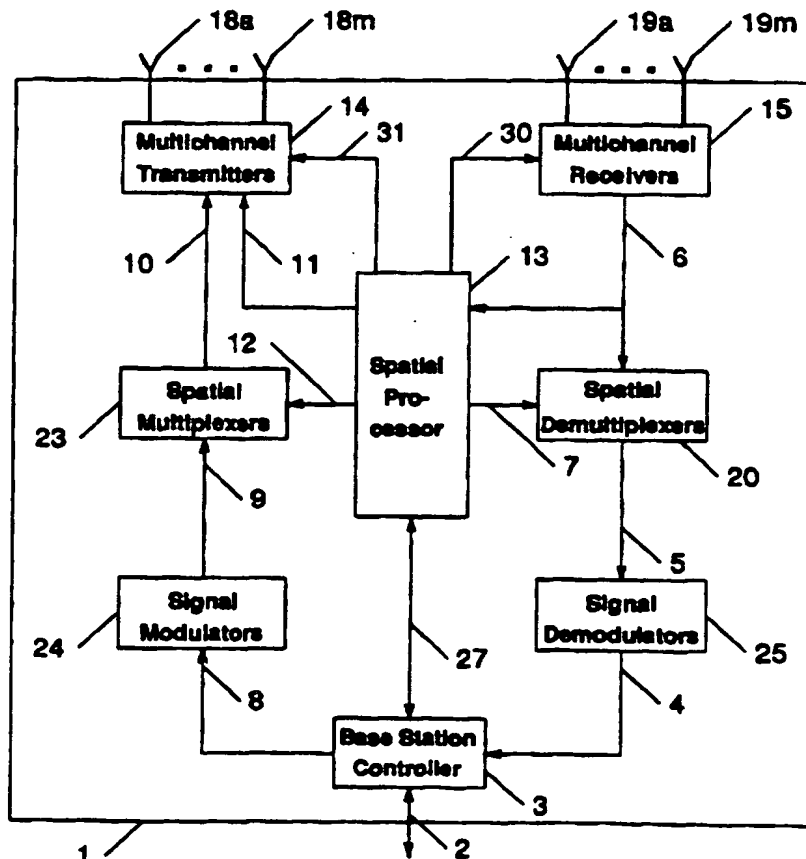 18a
18m
19a
19m
14
31
30
15
Multichannel
Transmitters
Multichannel
Receivers
10
11
13
6
12
Spatial
Pro-
cessor
Spatial
Multiplexers
Spatial
Demultiplexers
23
7
20
9
5
Signal
Modulators
Signal
Demodulators
24
25
8
27
4
Base Station
Controller
3
1
2